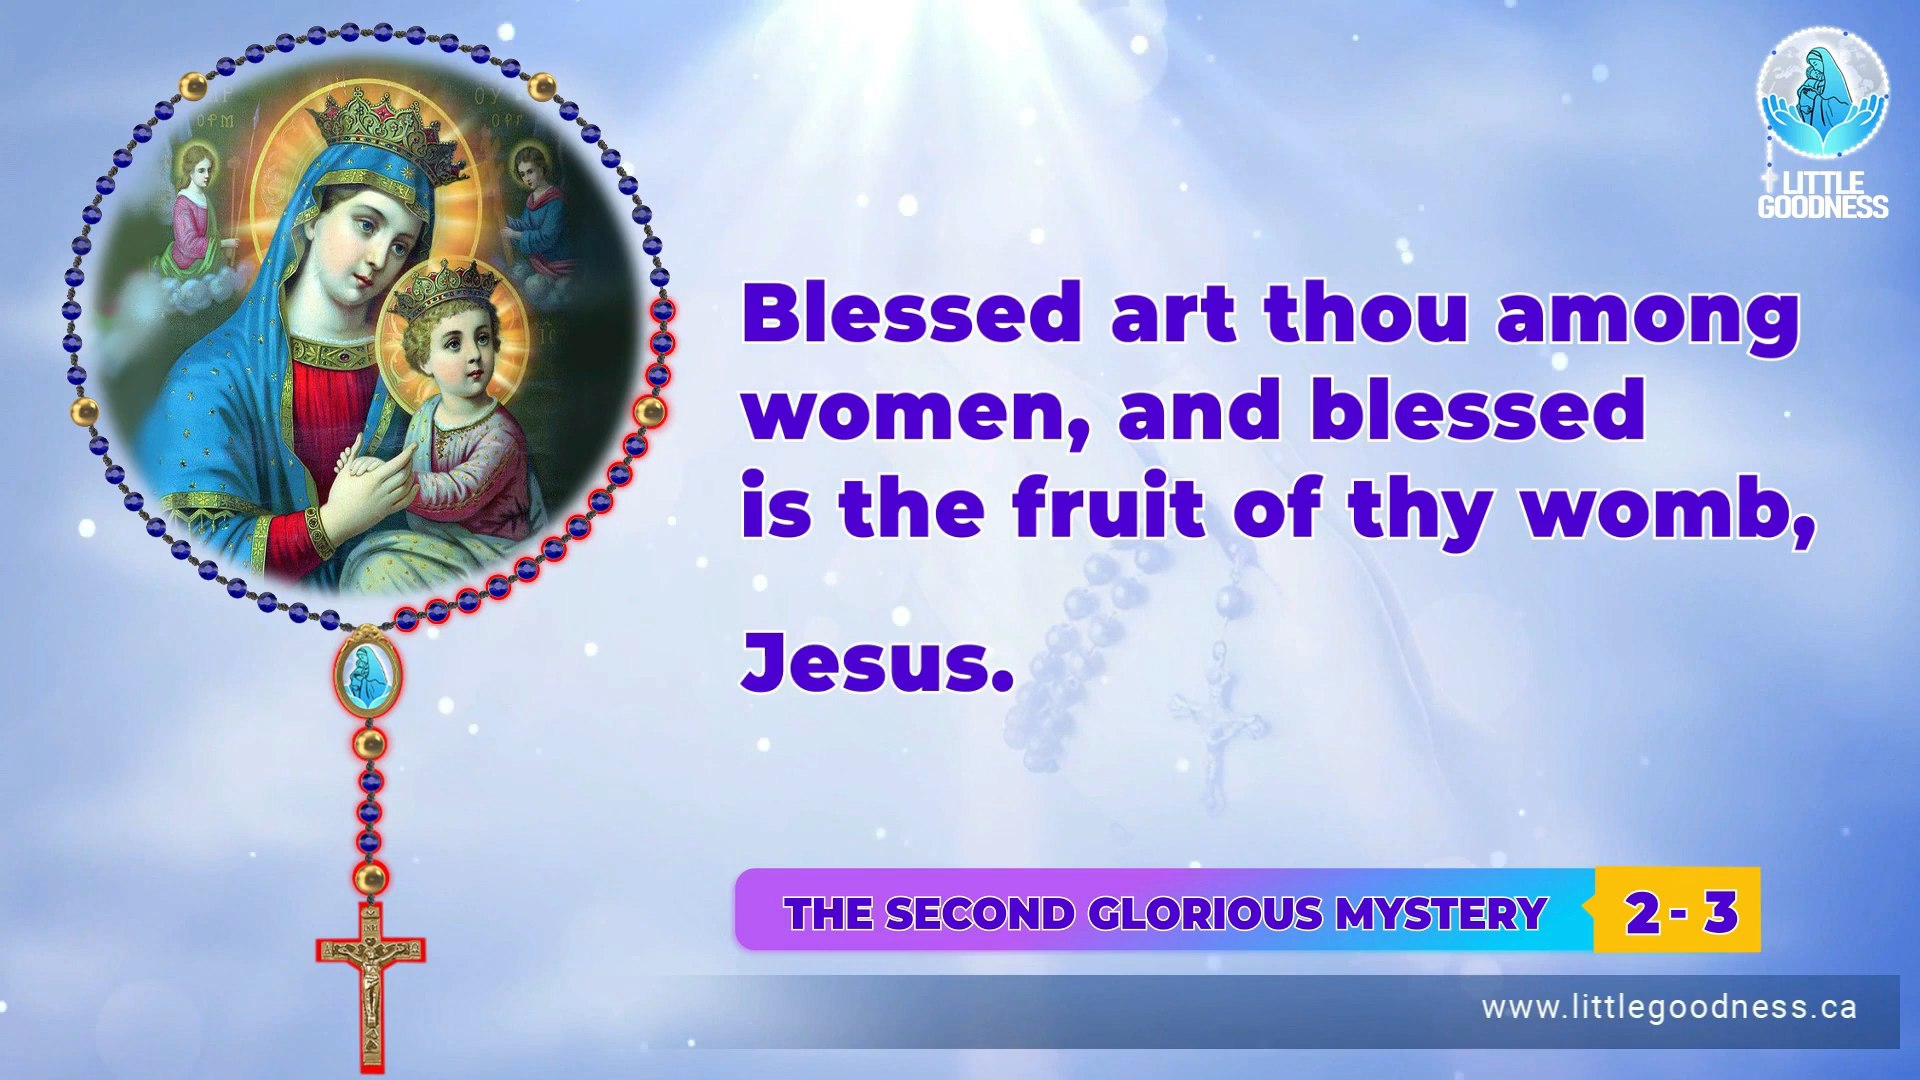 LITTLE
GOODNESS
Blessed art thou among
women, and blessed
is the fruit of thy womb,
Jesus.
THE SECOND GLORIOUS MYSTERY 2 - 3
www.littlegoodness.ca